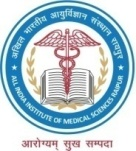 अखिल भारतीय आयुर्विज्ञान संस्थान रायपुर
ALL INDIA INSTITUTE OF MEDICAL SCIENCES RAIPUR
आरोग्यम् सुख सम्पदा